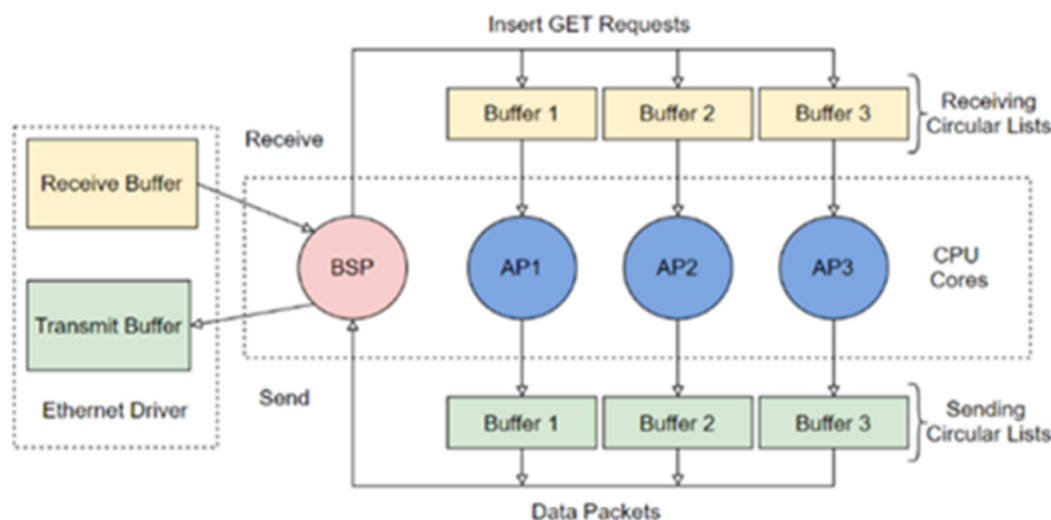 Insert GET Requests
Buffer 1
Buffer 2
Buffer 3
Receiving
Circular Lists
Receive
Receive Buffer
BSP
AP1
AP2
AP3
CPU
Cores
Transmit Buffer
Ethernet Driver
Send
Buffer 1
Buffer 2
Buffer 3
Sending
Circular Lists
Data Packets